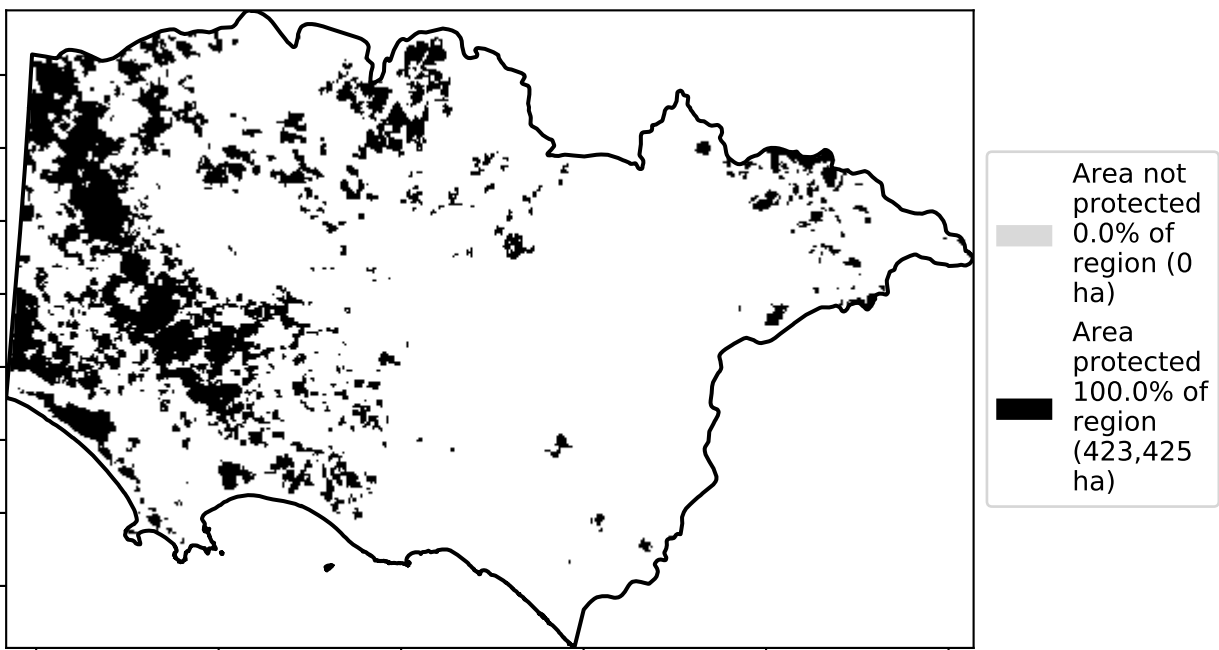 Area not
protected
0.0% of
region (0
ha)
Area
protected
100.0% of
region
(423,425
ha)